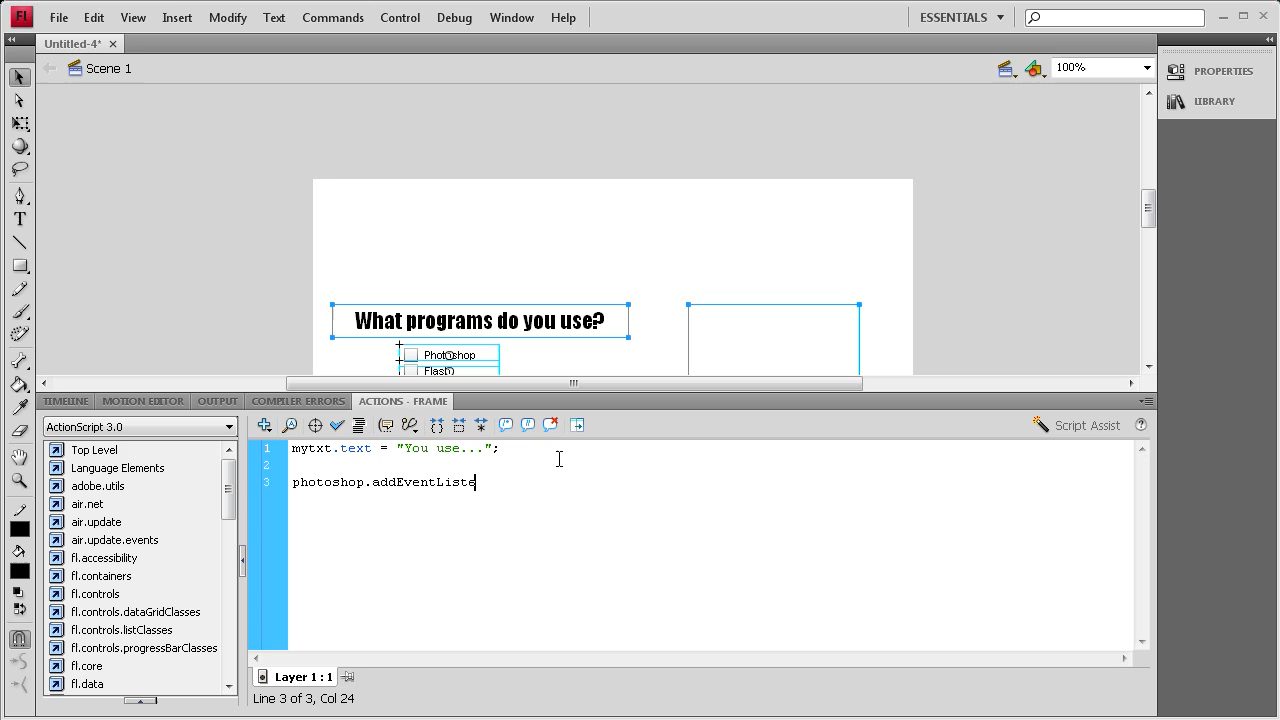 Fl File Edit View Insert Modify Text Commands Control Debug Window Help ESSENTIALS
Untitled-4*
Scene 1 100%
PROPERTIES
LIBRARY
What programs do you use?
Photoshop
Flash
TIMELINE MOTION EDITOR OUTPUT COMPILER ERRORS ACTIONS - FRAME
ActionScript 3.0 Script Assist
Top Level
Language Elements
adobe.utils
air.net
air.update
air.update.events
fl.accessibility
fl.containers
fl.controls
fl.controls.dataGridClasses
fl.controls.listClasses
fl.controls.progressBarClasses
fl.core
fl.data
1 mytxt.text = "You use...";
2
3 photoshop.addEventListe
Layer 1 : 1
Line 3 of 3, Col 24